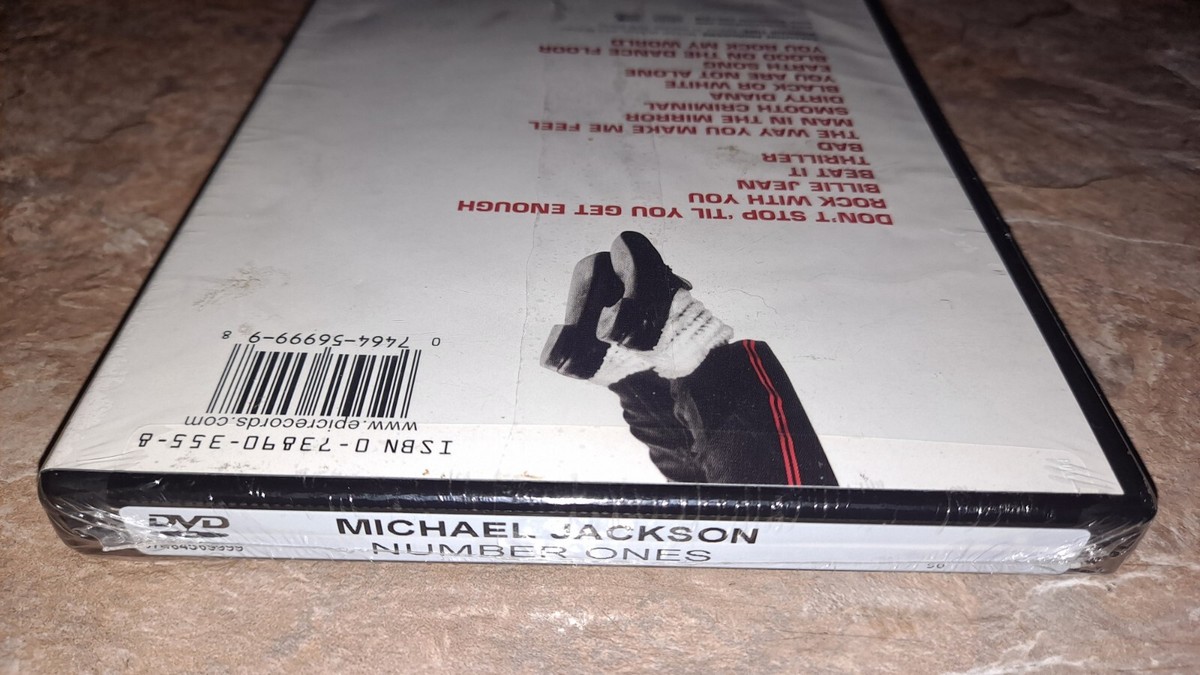 DON'T STOP 'TIL YOU GET ENOUGH
ROCK WITH YOU
BILLIE JEAN
BEAT IT
THRILLER
BAD
THE WAY YOU MAKE ME FEEL
MAN IN THE MIRROR
SMOOTH CRIMINAL
DIRTY DIANA
BLACK OR WHITE
YOU ARE NOT ALONE
EARTH SONG
BLOOD ON THE DANCE FLOOR
YOU ROCK MY WORLD
ISBN 0-73890-355-8
www.epicrecords.com
0 7464-56999-9 8
DVD
MICHAEL JACKSON
NUMBER ONES
50